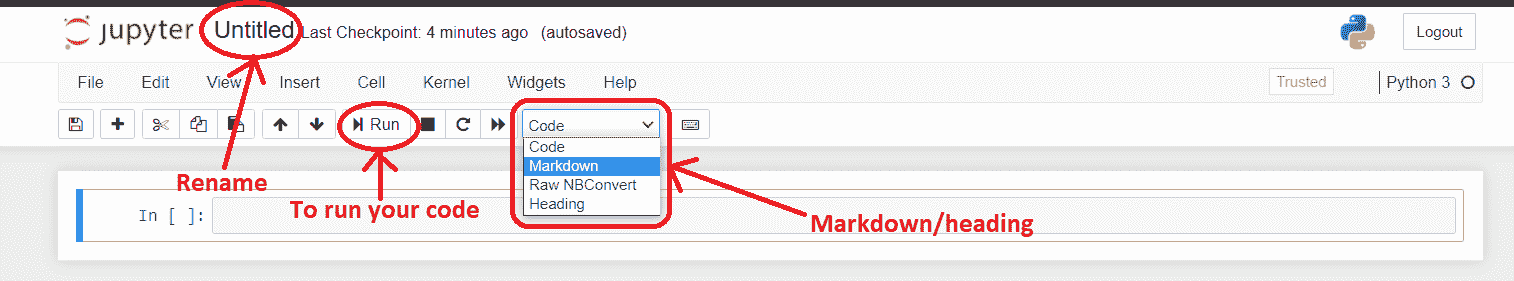 jupyter Untitled Last Checkpoint: 4 minutes ago (autosaved) Logout
File Edit View Insert Cell Kernel Widgets Help Trusted Python 3
Run Code
Code
Markdown
Raw NBConvert
Heading
Rename
To run your code
Markdown/heading
In [ ]: